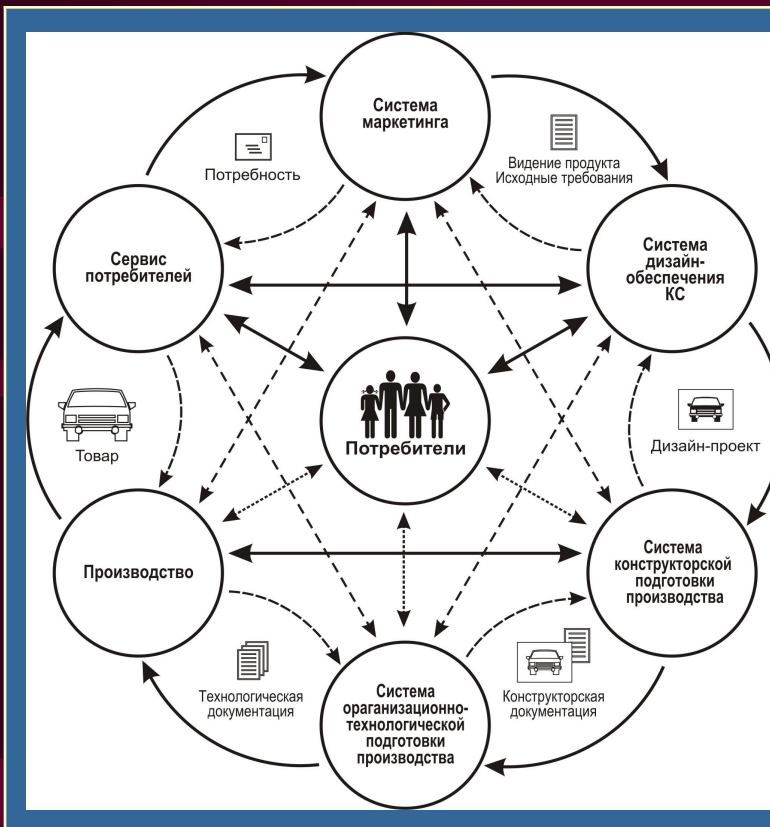 Система
маркетинга
Потребность
Видение продукта
Исходные требования
Сервис
потребителей
Система
дизайн-
обеспечения
КС
Потребители
Товар
Дизайн-проект
Производство
Система
конструкторской
подготовки
производства
Технологическая
документация
Система
ораганизационно-
технологической
подготовки
производства
Конструкторская
документация